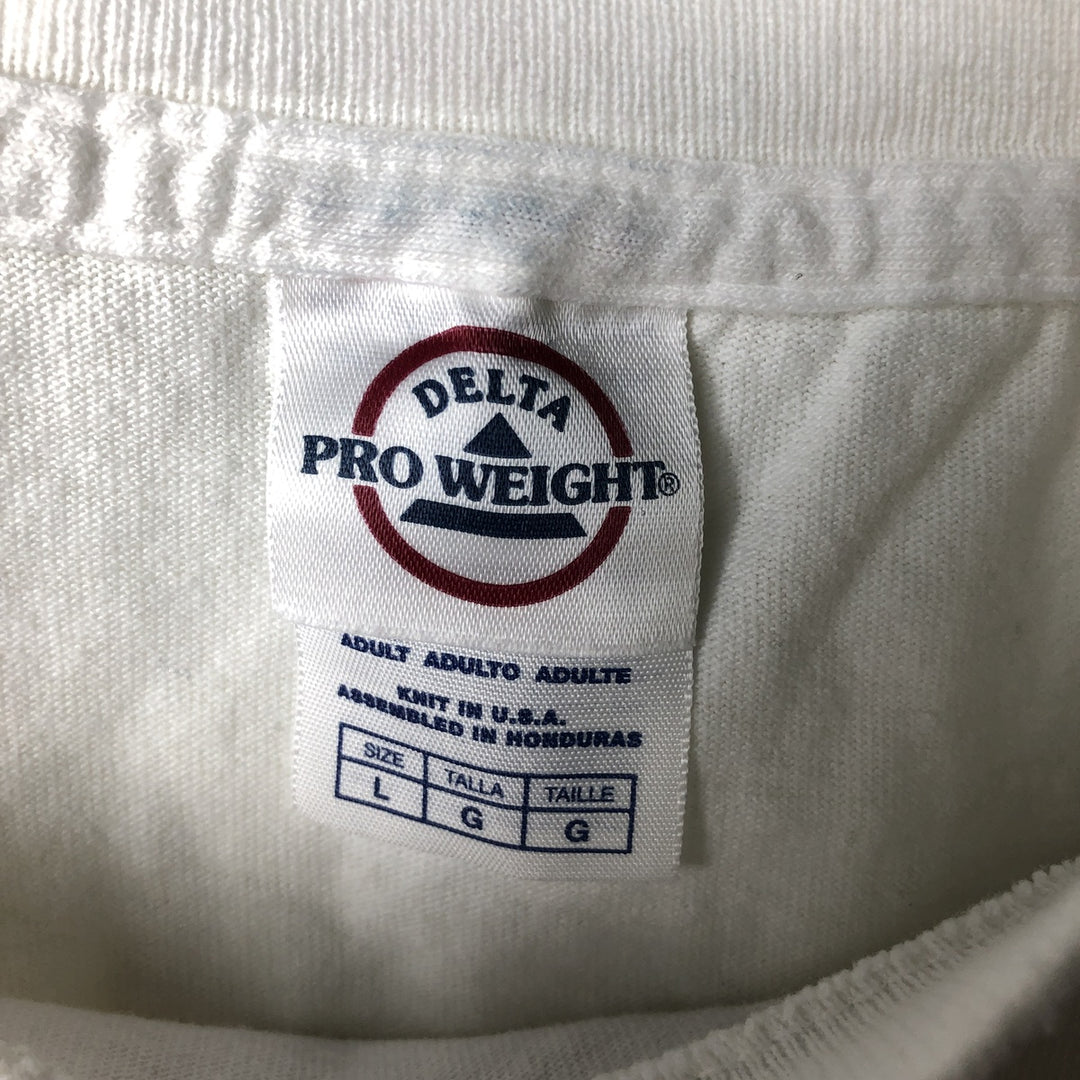 DELTA
PRO WEIGHT®
ADULT ADULTO ADULTE
KNIT IN U.S.A.
ASSEMBLED IN HONDURAS
SIZE TALLA TAILLE
L G G